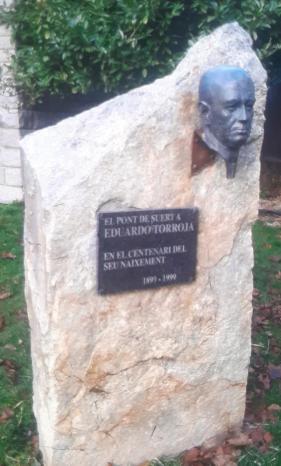 EL PONT DE SUERT A
EDUARDO TORROJA
EN EL CENTENARI DEL
SEU NAIXEMENT
1899 - 1999